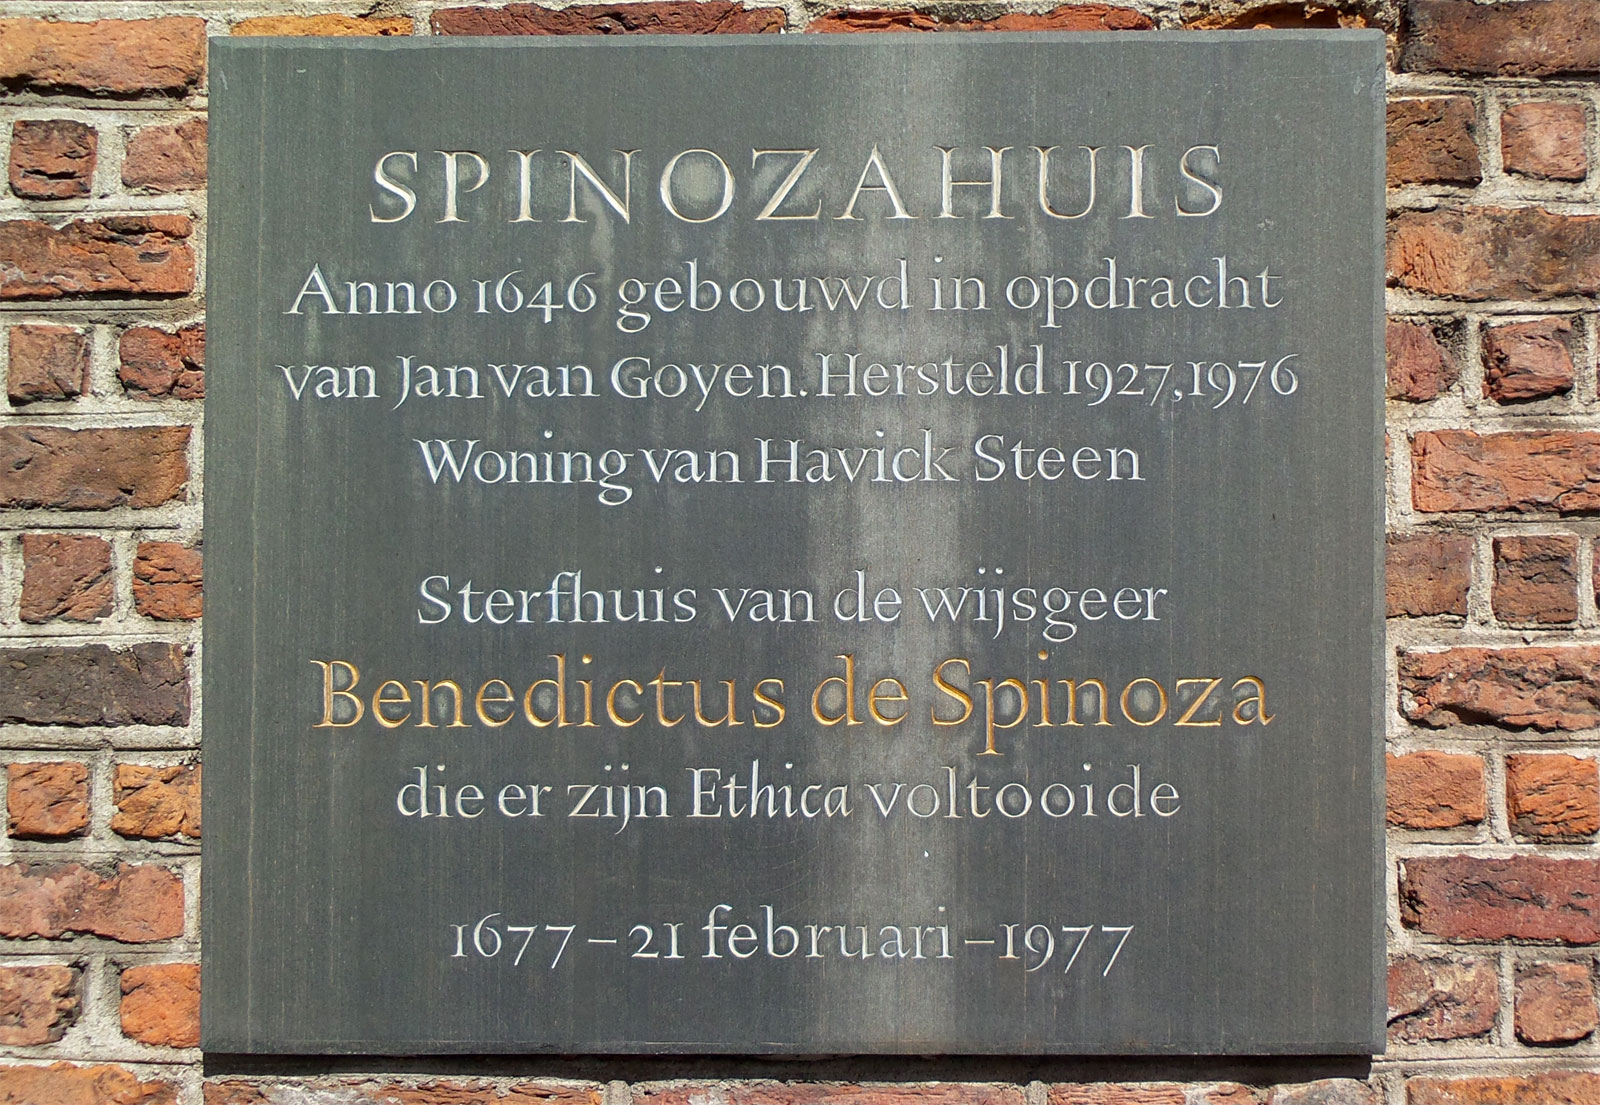 SPINOZAHUIS
Anno 1646 gebouwd in opdracht
van Jan van Goyen. Hersteld 1927, 1976
Woning van Havick Steen
Sterfhuis van de wijsgeer
Benedictus de Spinoza
die er zijn Ethica voltooide
1677 – 21 februari – 1977